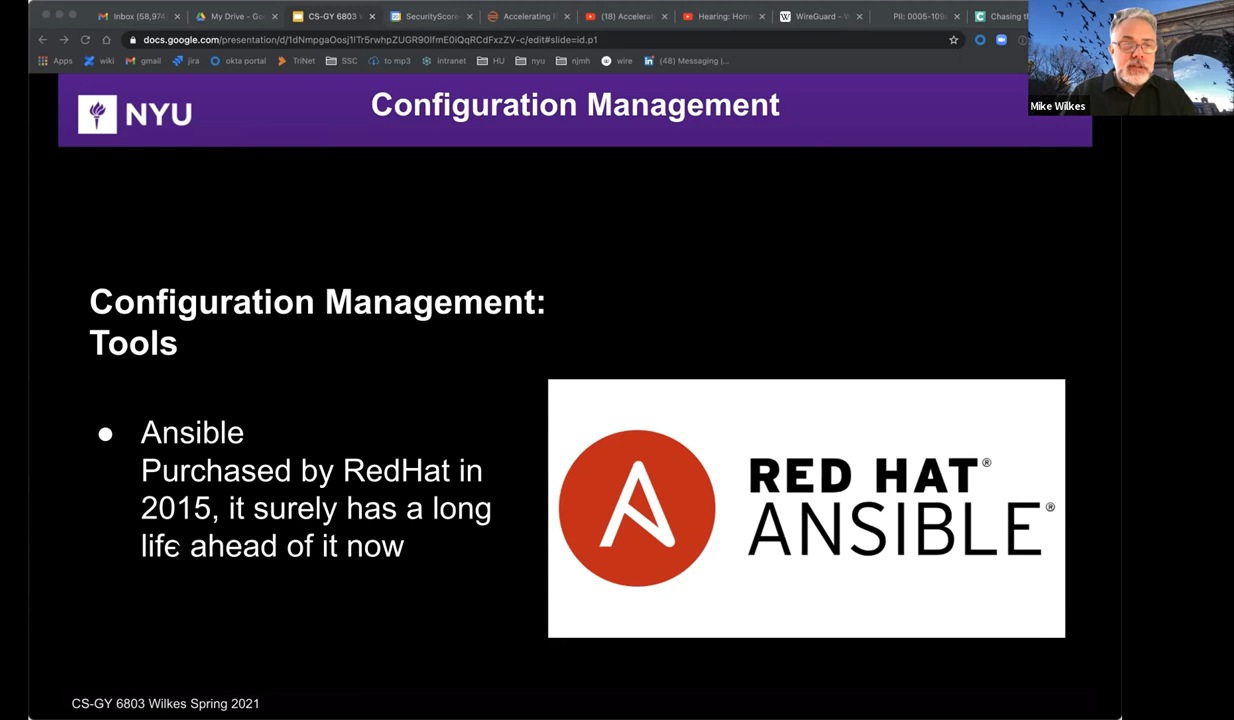 Inbox (58,974
My Drive - Goo
CS-GY 6803
SecurityScore
Accelerating
(18) Accelerat
Hearing: Hom
WireGuard - W
PII: 0005-109
Chasing th
docs.google.com/presentation/d/1dNmpgaOosj1lTr5rwhpZUGR90lfmE0iQqRCdFxzZV-c/edit#slide=id.p1
Apps
wiki
gmail
jira
okta portal
TriNet
SSC
to mp3
intranet
HU
nyu
njmh
wire
(48) Messaging |...
Mike Wilkes
NYU
Configuration Management
Configuration Management:
Tools
● Ansible
Purchased by RedHat in
2015, it surely has a long
life ahead of it now
RED HAT®
ANSIBLE®
CS-GY 6803 Wilkes Spring 2021